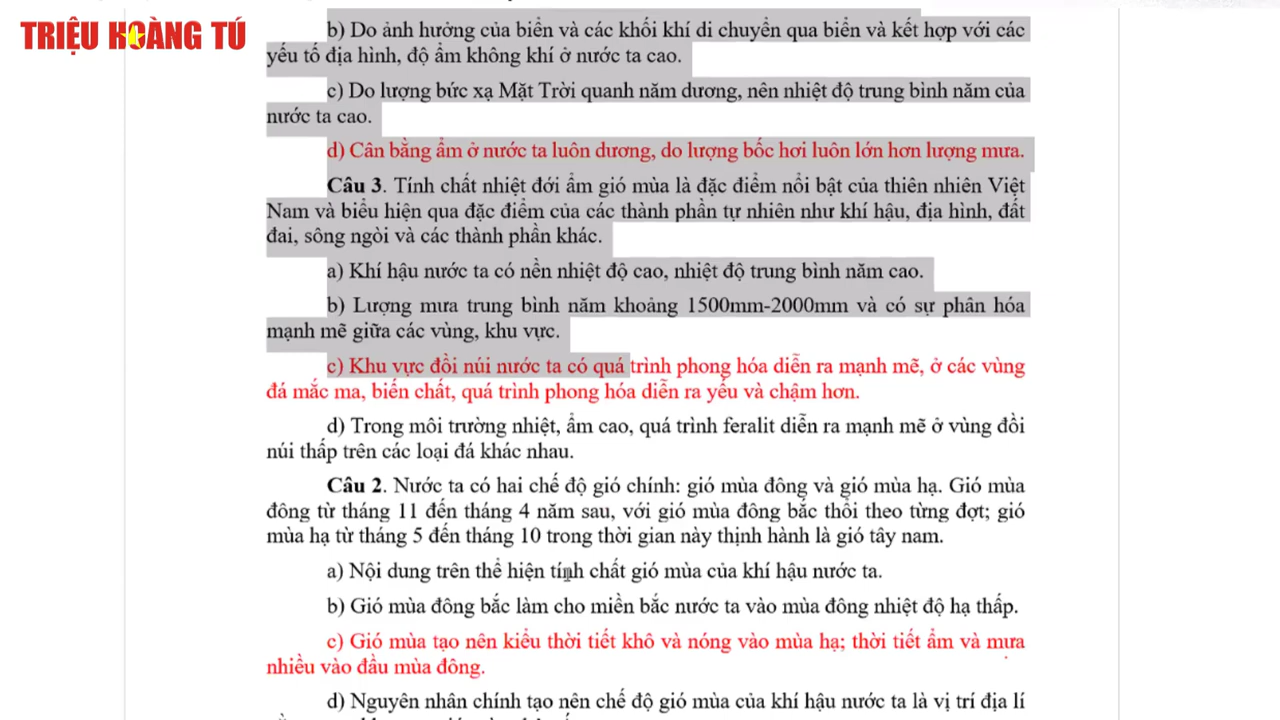 TRIỆU HOÀNG TÚ
b) Do ảnh hưởng của biển và các khối khí di chuyển qua biển và kết hợp với các
yếu tố địa hình, độ ẩm không khí ở nước ta cao.
c) Do lượng bức xạ Mặt Trời quanh năm dương, nên nhiệt độ trung bình năm của
nước ta cao.
d) Cân bằng ẩm ở nước ta luôn dương, do lượng bốc hơi luôn lớn hơn lượng mưa.
Câu 3. Tính chất nhiệt đới ẩm gió mùa là đặc điểm nổi bật của thiên nhiên Việt
Nam và biểu hiện qua đặc điểm của các thành phần tự nhiên như khí hậu, địa hình, đất
đai, sông ngòi và các thành phần khác.
a) Khí hậu nước ta có nền nhiệt độ cao, nhiệt độ trung bình năm cao.
b) Lượng mưa trung bình năm khoảng 1500mm-2000mm và có sự phân hóa
mạnh mẽ giữa các vùng, khu vực.
c) Khu vực đồi núi nước ta có quá trình phong hóa diễn ra mạnh mẽ, ở các vùng
đá mắc ma, biến chất, quá trình phong hóa diễn ra yếu và chậm hơn.
d) Trong môi trường nhiệt, ẩm cao, quá trình feralit diễn ra mạnh mẽ ở vùng đồi
núi thấp trên các loại đá khác nhau.
Câu 2. Nước ta có hai chế độ gió chính: gió mùa đông và gió mùa hạ. Gió mùa
đông từ tháng 11 đến tháng 4 năm sau, với gió mùa đông bắc thổi theo từng đợt; gió
mùa hạ từ tháng 5 đến tháng 10 trong thời gian này thịnh hành là gió tây nam.
a) Nội dung trên thể hiện tính chất gió mùa của khí hậu nước ta.
b) Gió mùa đông bắc làm cho miền bắc nước ta vào mùa đông nhiệt độ hạ thấp.
c) Gió mùa tạo nên kiểu thời tiết khô và nóng vào mùa hạ; thời tiết ẩm và mưa
nhiều vào đầu mùa đông.
d) Nguyên nhân chính tạo nên chế độ gió mùa của khí hậu nước ta là vị trí địa lí